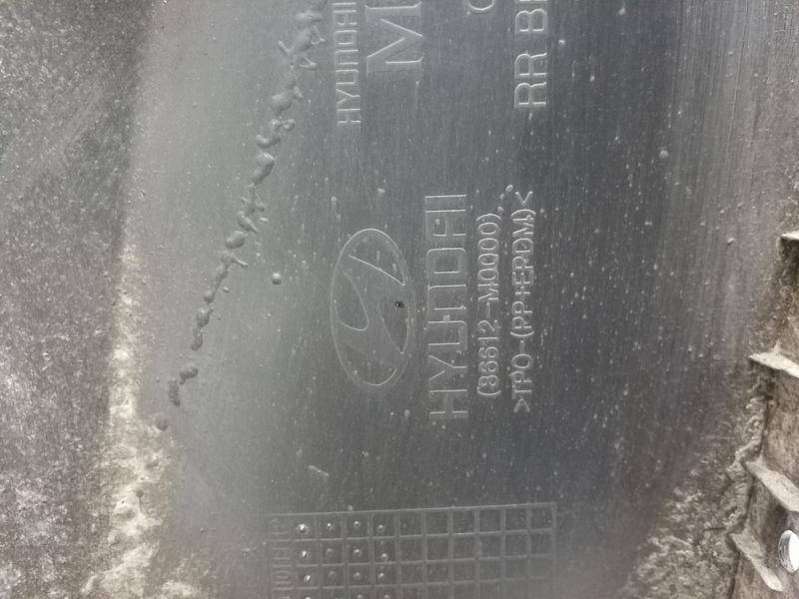 HYUNDAI
M
RR B
HYUNDAI
(86612-M0000)
>TPO-(PP+EPDM)<